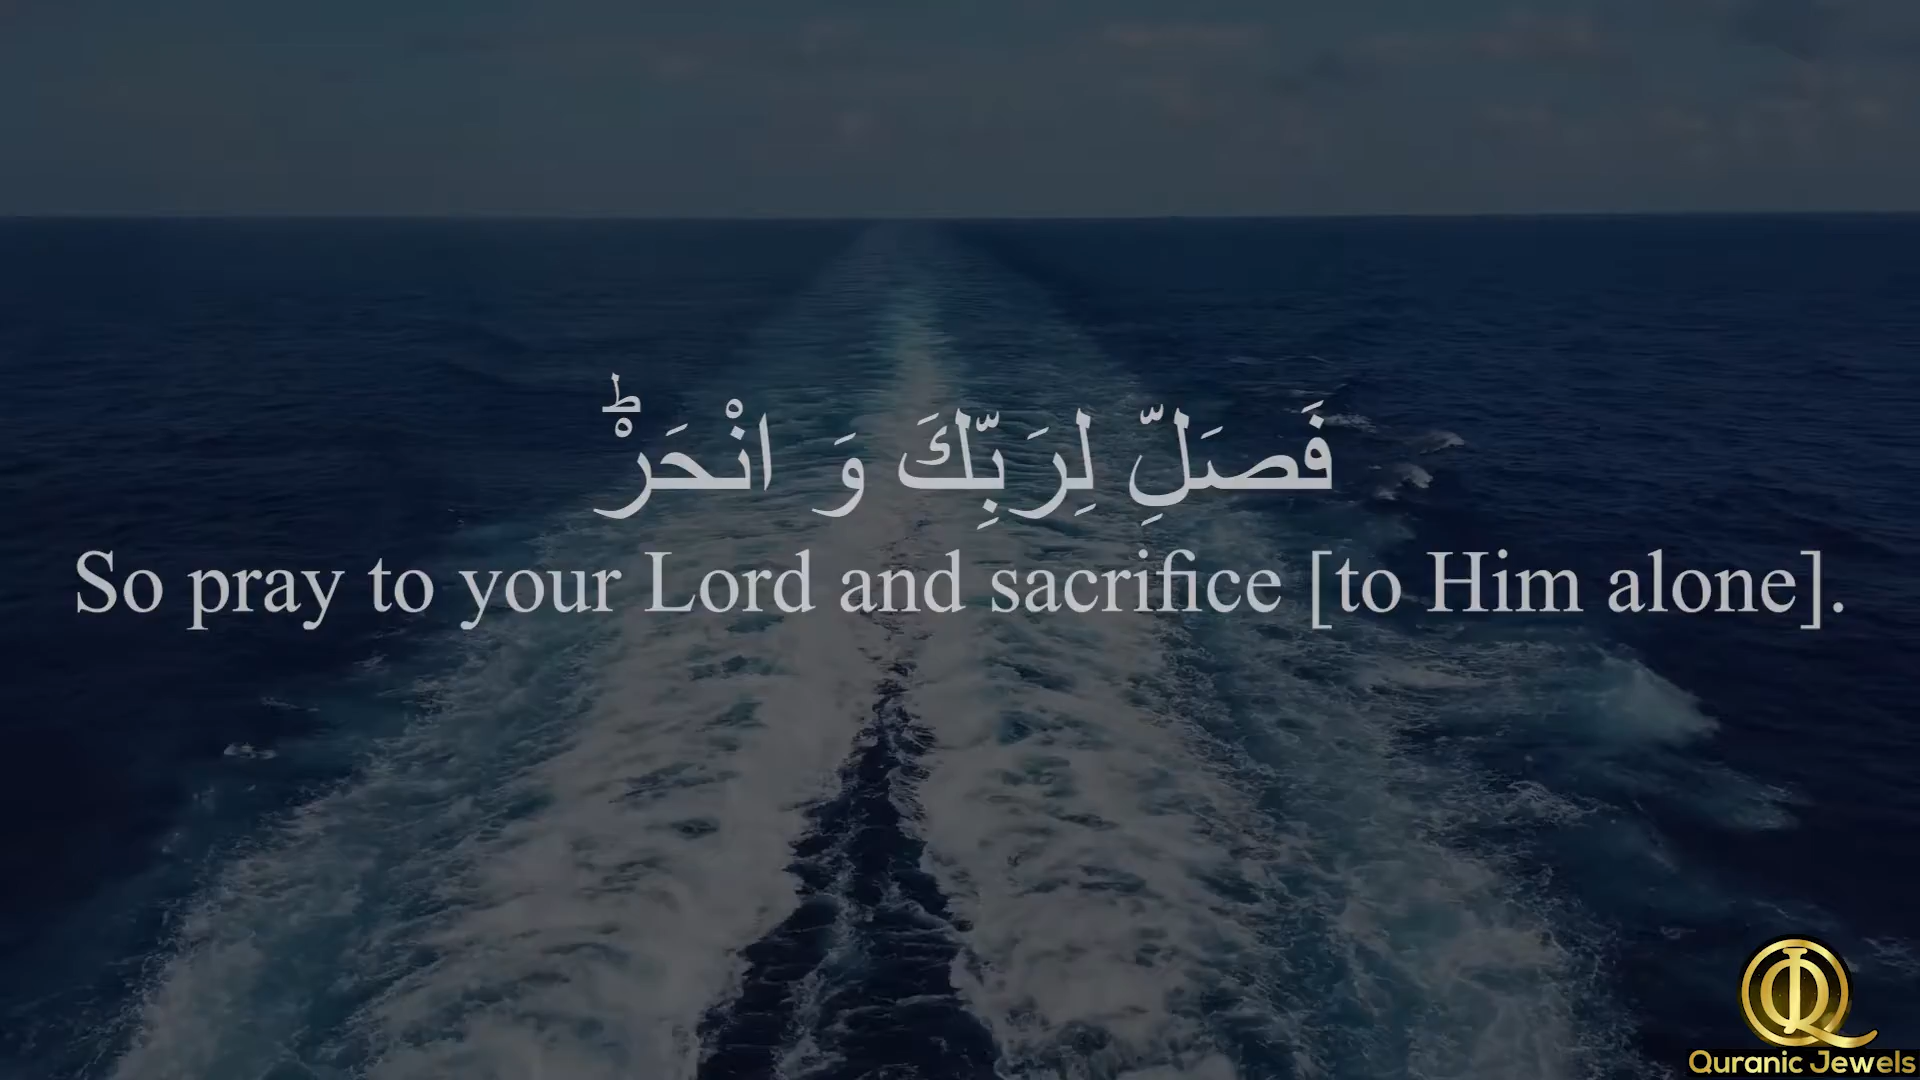 فَصَلِّ لِرَبِّكَ وَ انْحَرْؕ
So pray to your Lord and sacrifice [to Him alone].
Quranic Jewels